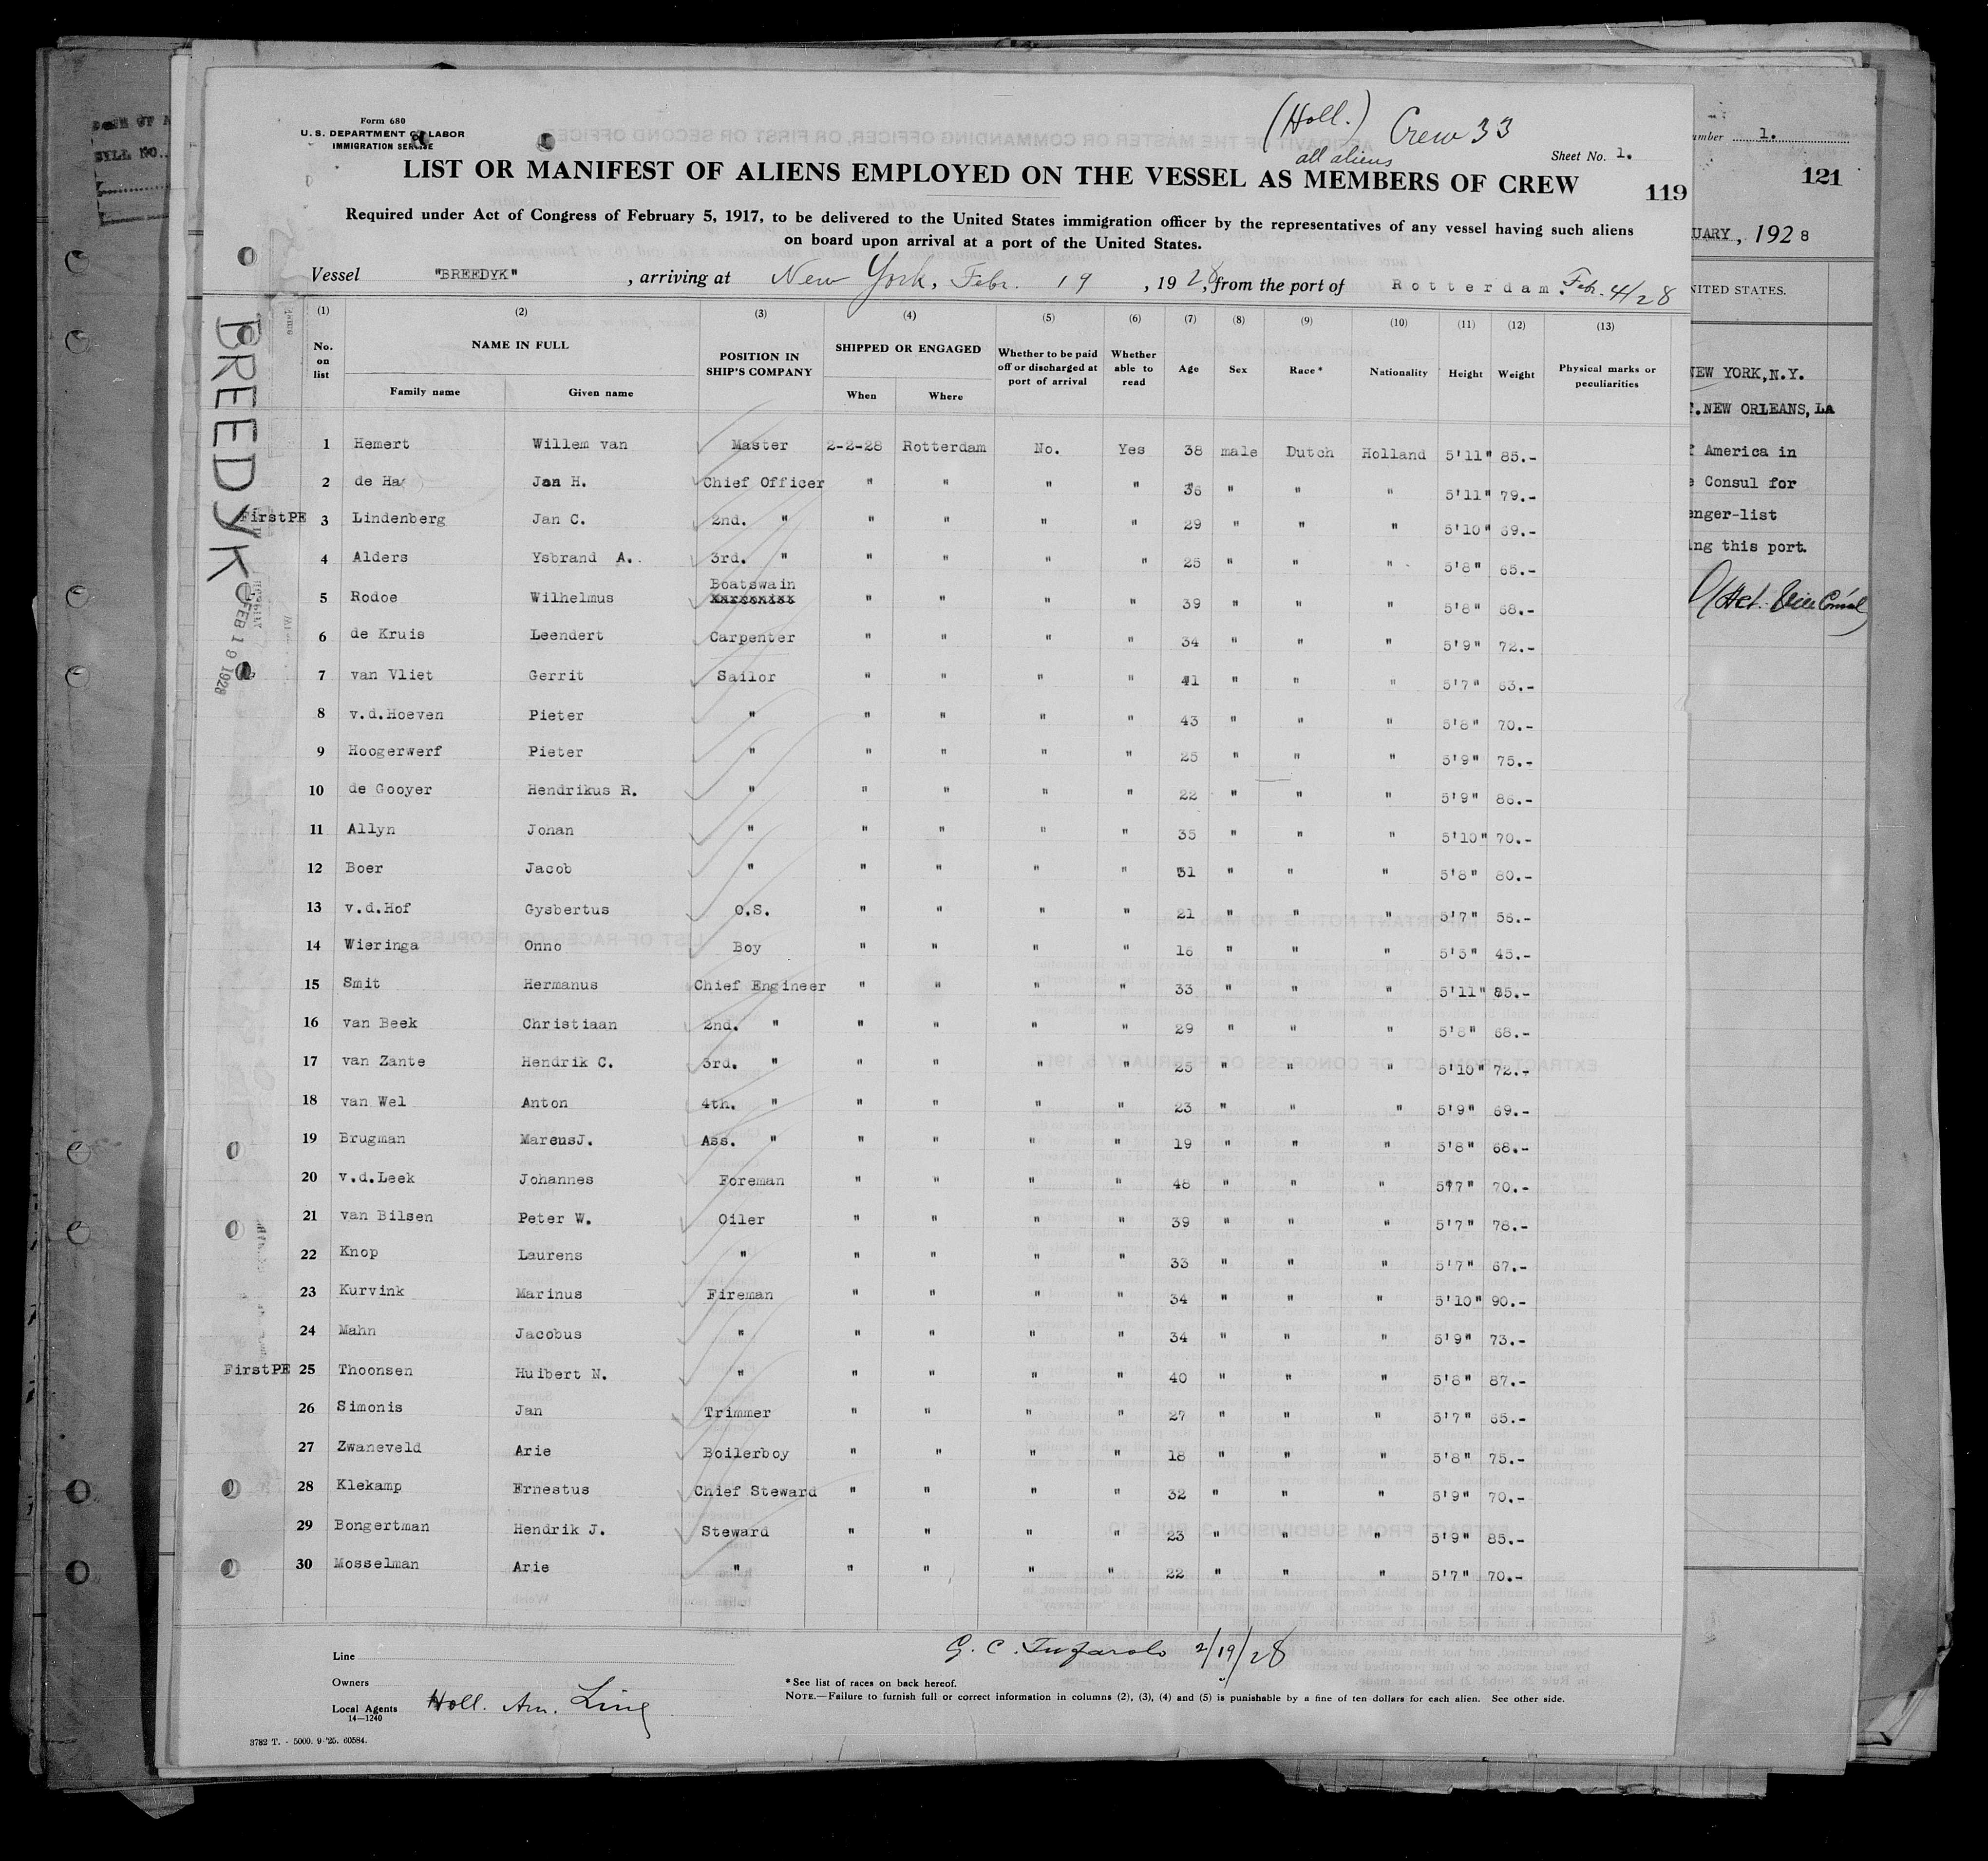 (Holl.) Crew 33
all aliens
Form 680
U. S. DEPARTMENT OF LABOR
IMMIGRATION SERVICE
Sheet No. 1.
LIST OR MANIFEST OF ALIENS EMPLOYED ON THE VESSEL AS MEMBERS OF CREW
119
Required under Act of Congress of February 5, 1917, to be delivered to the United States immigration officer by the representatives of any vessel having such aliens
on board upon arrival at a port of the United States.
Vessel "BREEDYK" , arriving at New York, Febr. 19 , 1928, from the port of Rotterdam. Febr. 4/28
(1) (2) (3) (4) (5) (6) (7) (8) (9) (10) (11) (12) (13)
No. on list NAME IN FULL Family name Given name POSITION IN SHIP'S COMPANY SHIPPED OR ENGAGED When Where Whether to be paid off or discharged at port of arrival Whether able to read Age Sex Race* Nationality Height Weight Physical marks or peculiarities
1 Hemert Willem van Master 2-2-28 Rotterdam No. Yes 38 male Dutch Holland 5'11" 85.-
2 de Haa Jan H. Chief Officer " " " " 36 " " " 5'11" 79.-
FirstPE 3 Lindenberg Jan C. 2nd. " " " " " 29 " " " 5'10" 69.-
4 Alders Ysbrand A. 3rd. " " " " " 25 " " " 5'8" 65.-
5 Rodoe Wilhelmus Boatswain " " " " 39 " " " 5'8" 68.-
6 de Kruis Leendert Carpenter " " " " 34 " " " 5'9" 72.-
7 van Vliet Gerrit Sailor " " " " 41 " " " 5'7" 63.-
8 v.d.Hoeven Pieter " " " " " 43 " " " 5'8" 70.-
9 Hoogerwerf Pieter " " " " " 25 " " " 5'9" 75.-
10 de Gooyer Hendrikus R. " " " " " 22 " " " 5'9" 86.-
11 Allyn Johan " " " " " 35 " " " 5'10" 70.-
12 Boer Jacob " " " " " 31 " " " 5'8" 80.-
13 v.d.Hof Gysbertus O.S. " " " " 21 " " " 5'7" 56.-
14 Wieringa Onno Boy " " " " 16 " " " 5'3" 45.-
15 Smit Hermanus Chief Engineer " " " " 33 " " " 5'11" 85.-
16 van Beek Christiaan 2nd. " " " " " 29 " " " 5'8" 68.-
17 van Zante Hendrik C. 3rd. " " " " " 25 " " " 5'10" 72.-
18 van Wel Anton 4th. " " " " " 23 " " " 5'9" 69.-
19 Brugman MarcusJ. Ass. " " " " " 19 " " " 5'8" 68.-
20 v.d.Leek Johannes Foreman " " " " 48 " " " 5'7" 70.-
21 van Bilsen Peter W. Oiler " " " " 39 " " " 5'7" 78.-
22 Knop Laurens " " " " " 33 " " " 5'7" 67.-
23 Kurvink Marinus Fireman " " " " 34 " " " 5'10" 90.-
24 Mahn Jacobus " " " " " 34 " " " 5'9" 73.-
FirstPE 25 Thoonsen Huibert N. " " " " " 40 " " " 5'8" 87.-
26 Simonis Jan Trimmer " " " " 27 " " " 5'7" 65.-
27 Zwaneveld Arie Boilerboy " " " " 18 " " " 5'8" 75.-
28 Klekamp Ernestus Chief Steward " " " " 32 " " " 5'9" 70.-
29 Bongertman Hendrik J. Steward " " " " 23 " " " 5'9" 85.-
30 Mosselman Arie " " " " " 22 " " " 5'7" 70.-
BREEDYK
FEB 19 1928
Line
Owners
Local Agents Holl. Am. Line
14—1240
G. C. 2/19/28
*See list of races on back hereof.
NOTE.—Failure to furnish full or correct information in columns (2), (3), (4) and (5) is punishable by a fine of ten dollars for each alien. See other side.
3782 T. - 5000. 9-'25. 60584.
umber 1.
121
UARY, 1928
NITED STATES.
NEW YORK, N.Y.
NEW ORLEANS, LA
America in
Consul for
enger-list
ing this port.
Act. Vice Consul